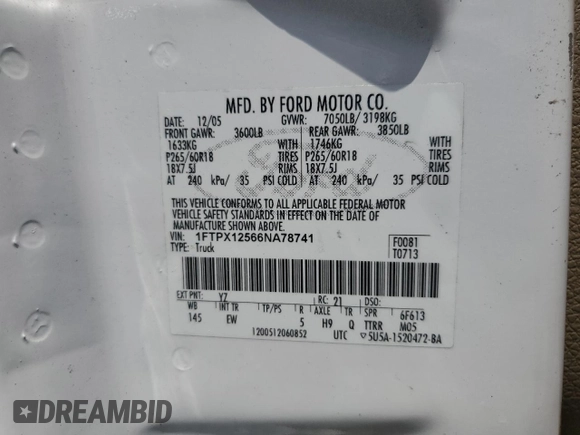 MFD. BY FORD MOTOR CO.
DATE: 12/05 GVWR: 7050LB/ 3198KG
FRONT GAWR: 3600LB REAR GAWR: 3850LB
1633KG WITH 1746KG WITH
P265/60R18 TIRES P265/60R18 TIRES
18X7.5J RIMS 18X7.5J RIMS
AT 240 kPa/ 35 PSI COLD AT 240 kPa/ 35 PSI COLD
THIS VEHICLE CONFORMS TO ALL APPLICABLE FEDERAL MOTOR
VEHICLE SAFETY STANDARDS IN EFFECT ON THE DATE OF
MANUFACTURE SHOWN ABOVE.
VIN: 1FTPX12566NA78741 F0081
TYPE: Truck T0713
EXT PNT: YZ RC: 21 DSO:
WB INT TR TP/PS R AXLE TR SPR 6F613
145 EW 5 H9 Q TTRR M05
1200512060852 UTC 5U5A-1520472-BA
DREAMBID